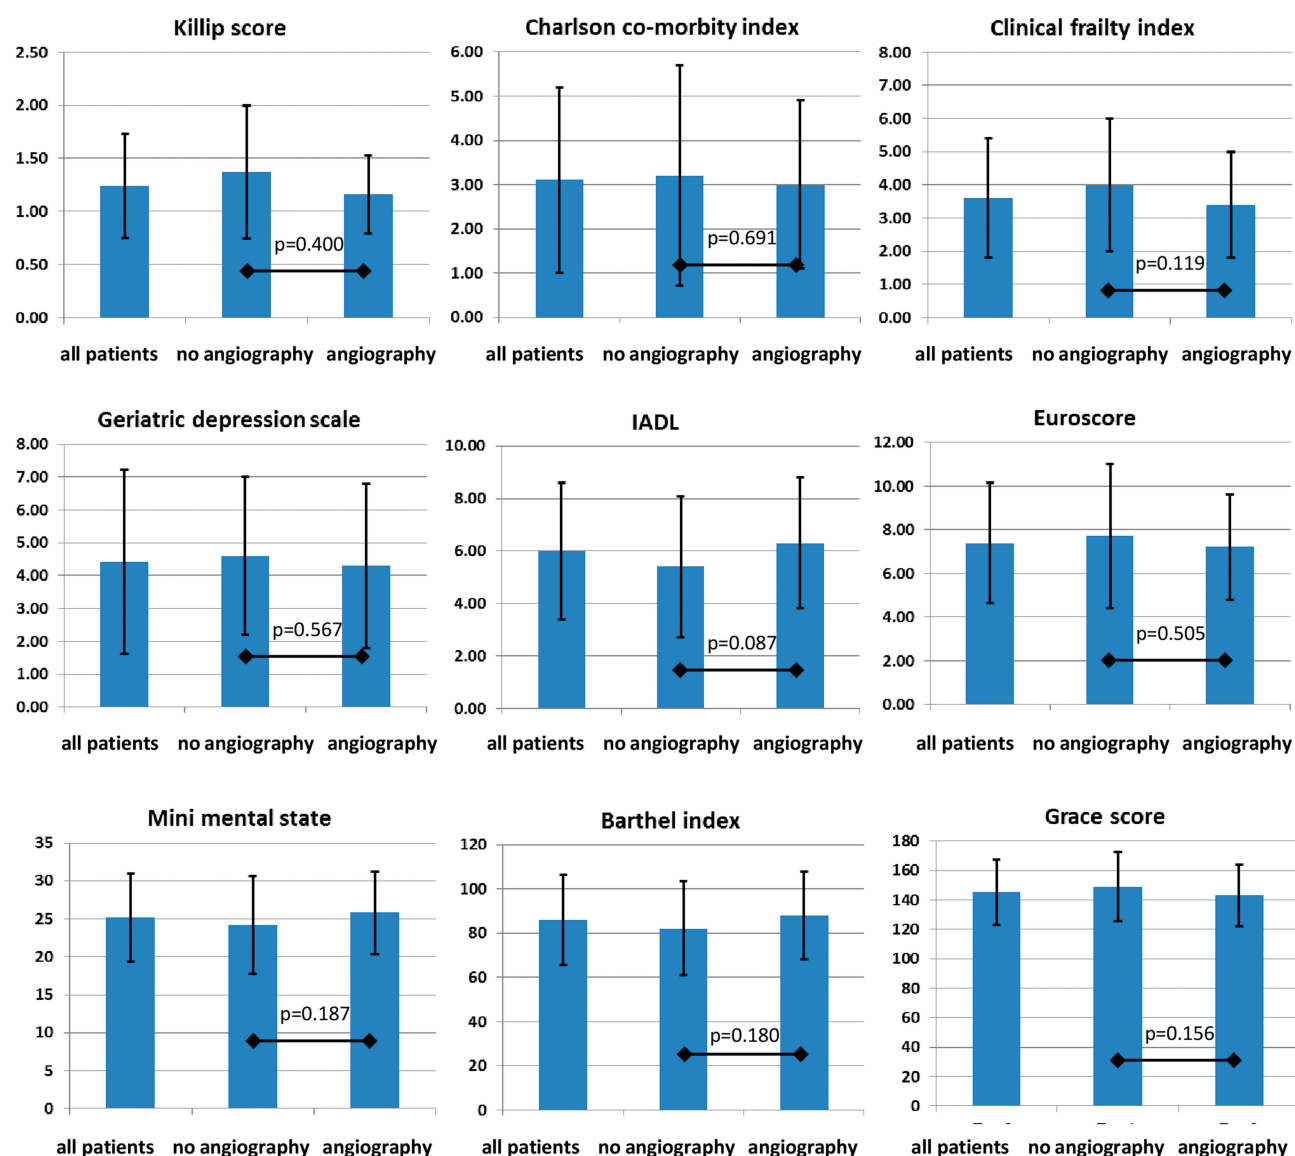 Killip score
2.50
2.00
1.50
1.00
0.50
0.00
p=0.400
all patients no angiography angiography
Charlson co-morbity index
6.00
5.00
4.00
3.00
2.00
1.00
0.00
p=0.691
all patients no angiography angiography
Clinical frailty index
8.00
7.00
6.00
5.00
4.00
3.00
2.00
1.00
0.00
p=0.119
all patients no angiography angiography
Geriatric depression scale
8.00
7.00
6.00
5.00
4.00
3.00
2.00
1.00
0.00
p=0.567
all patients no angiography angiography
IADL
10.00
8.00
6.00
4.00
2.00
0.00
p=0.087
all patients no angiography angiography
Euroscore
12.00
10.00
8.00
6.00
4.00
2.00
0.00
p=0.505
all patients no angiography angiography
Mini mental state
35
30
25
20
15
10
5
0
p=0.187
all patients no angiography angiography
Barthel index
120
100
80
60
40
20
0
p=0.180
all patients no angiography angiography
Grace score
180
160
140
120
100
80
60
40
20
0
p=0.156
all patients no angiography angiography